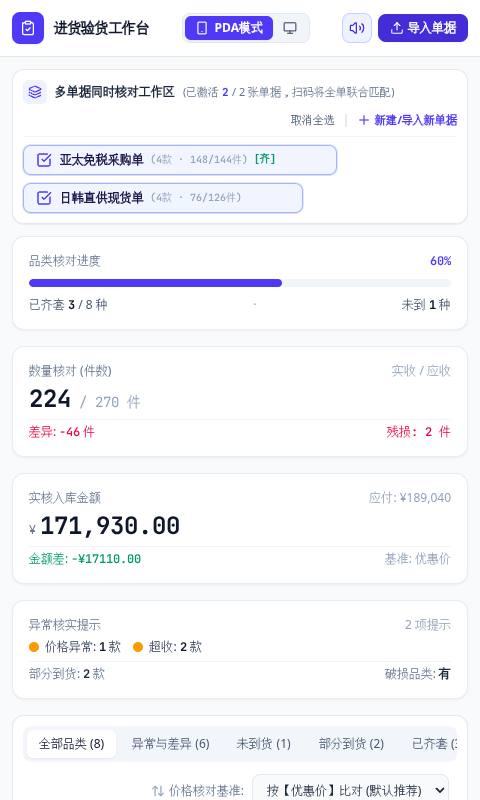 进货验货工作台
PDA模式
导入单据
多单据同时核对工作区 (已激活 2 / 2 张单据，扫码将全单联合匹配)
取消全选 | 新建/导入新单据
亚太免税采购单 (4款 · 148/144件) [齐]
日韩直供现货单 (4款 · 76/126件)
品类核对进度 60%
已齐套 3 / 8 种 · 未到 1 种
数量核对 (件数) 实收 / 应收
224 / 270 件
差异: -46 件 残损: 2 件
实核入库金额 应付: ¥189,040
¥ 171,930.00
金额差: -¥17110.00 基准: 优惠价
异常核实提示 2 项提示
价格异常: 1 款 超收: 2 款
部分到货: 2 款 破损品类: 有
全部品类 (8) 异常与差异 (6) 未到货 (1) 部分到货 (2) 已齐套 (3
价格核对基准: 按【优惠价】比对 (默认推荐)